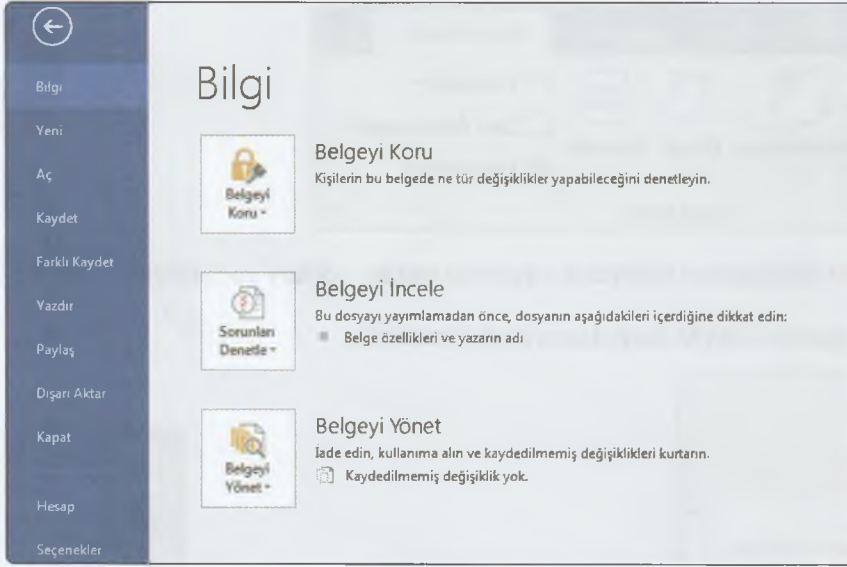 Bilgi
Yeni
Aç
Kaydet
Farklı Kaydet
Yazdır
Paylaş
Dışarı Aktar
Kapat
Hesap
Seçenekler
Bilgi
Belgeyi
Koru
Belgeyi Koru
Kişilerin bu belgede ne tür değişiklikler yapabileceğini denetleyin.
Sorunları
Denetle
Belgeyi İncele
Bu dosyayı yayımlamadan önce, dosyanın aşağıdakileri içerdiğine dikkat edin:
Belge özellikleri ve yazarın adı
Belgeyi
Yönet
Belgeyi Yönet
İade edin, kullanıma alın ve kaydedilmemiş değişiklikleri kurtarın.
Kaydedilmemiş değişiklik yok.